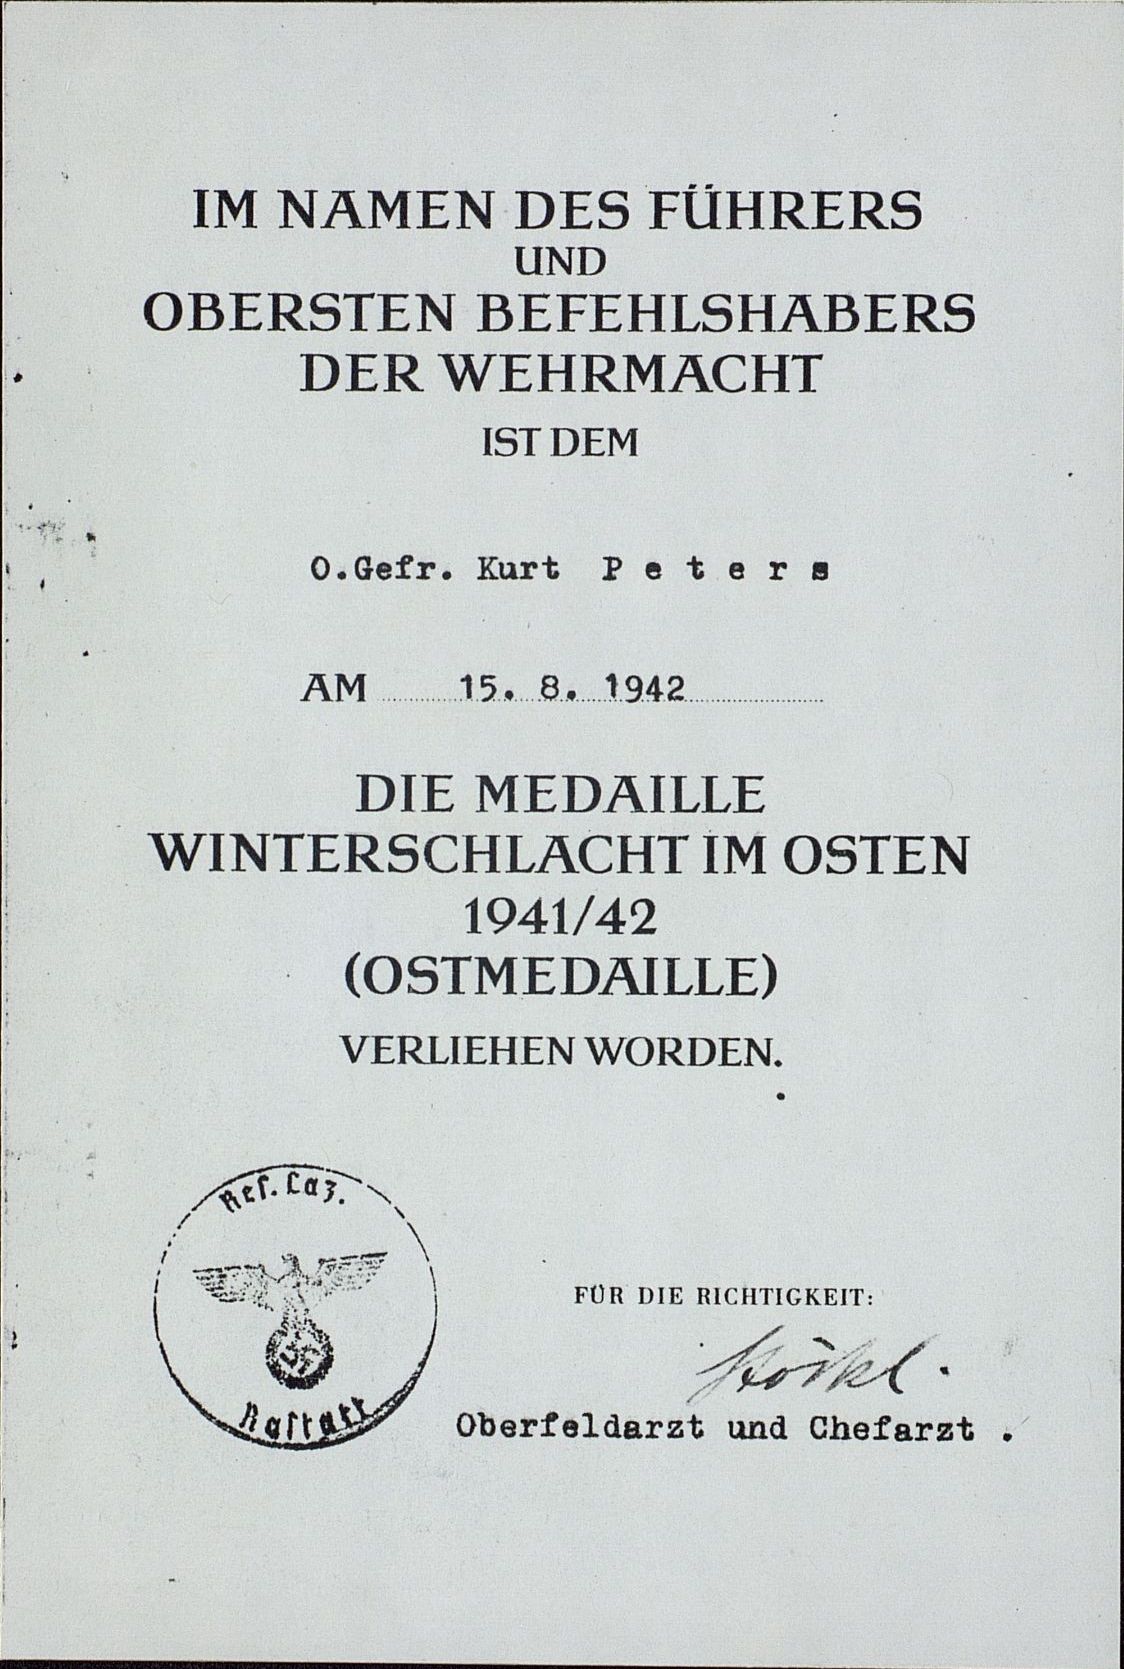 IM NAMEN DES FÜHRERS
UND
OBERSTEN BEFEHLSHABERS
DER WEHRMACHT
IST DEM
O.Gefr. Kurt P e t e r s
AM 15. 8. 1942
DIE MEDAILLE
WINTERSCHLACHT IM OSTEN
1941/42
(OSTMEDAILLE)
VERLIEHEN WORDEN.
Res. Laz.
Rastatt
FÜR DIE RICHTIGKEIT:
Oberfeldarzt und Chefarzt .